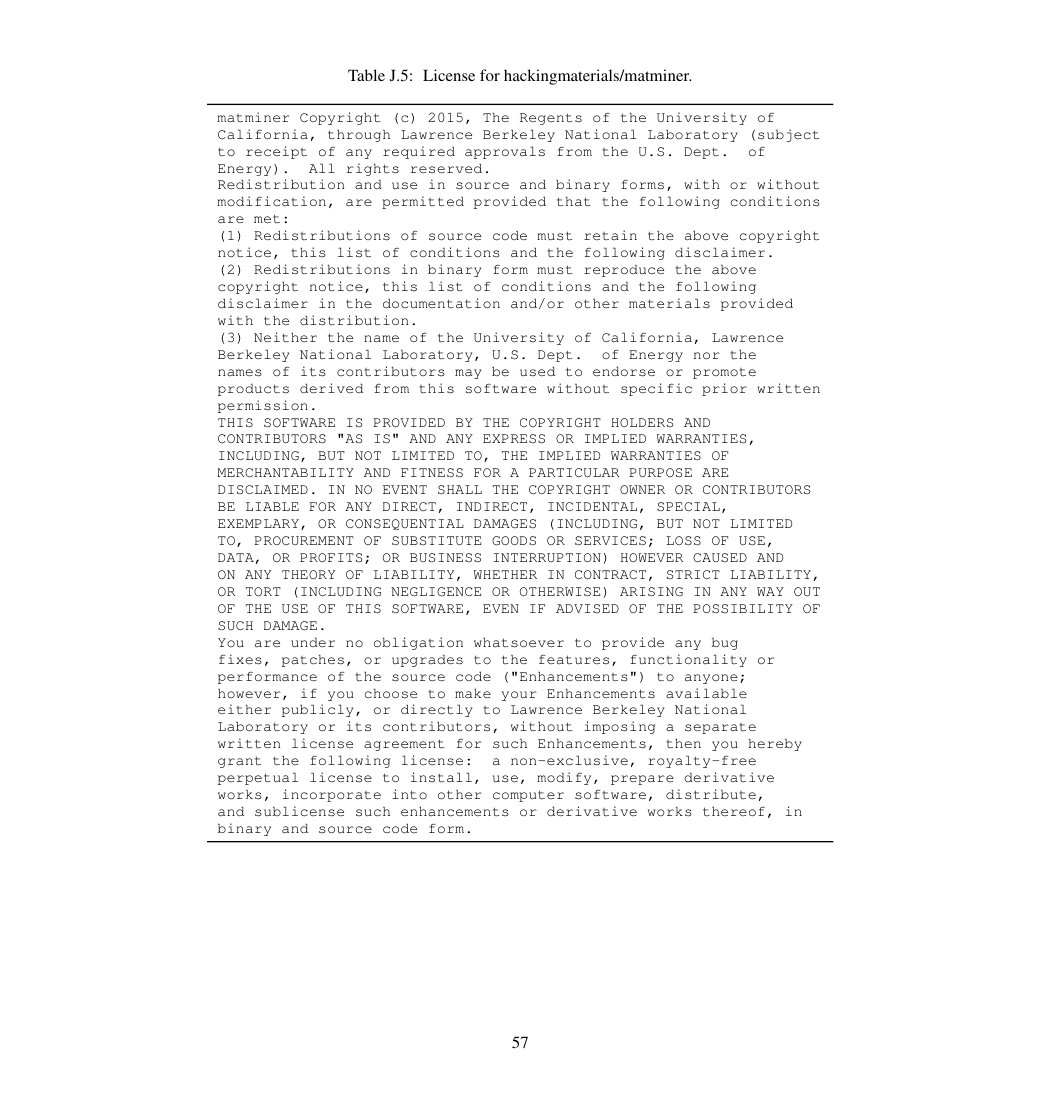 Table J.5: License for hackingmaterials/matminer.
matminer Copyright (c) 2015, The Regents of the University of
California, through Lawrence Berkeley National Laboratory (subject
to receipt of any required approvals from the U.S. Dept. of
Energy). All rights reserved.
Redistribution and use in source and binary forms, with or without
modification, are permitted provided that the following conditions
are met:
(1) Redistributions of source code must retain the above copyright
notice, this list of conditions and the following disclaimer.
(2) Redistributions in binary form must reproduce the above
copyright notice, this list of conditions and the following
disclaimer in the documentation and/or other materials provided
with the distribution.
(3) Neither the name of the University of California, Lawrence
Berkeley National Laboratory, U.S. Dept. of Energy nor the
names of its contributors may be used to endorse or promote
products derived from this software without specific prior written
permission.
THIS SOFTWARE IS PROVIDED BY THE COPYRIGHT HOLDERS AND
CONTRIBUTORS "AS IS" AND ANY EXPRESS OR IMPLIED WARRANTIES,
INCLUDING, BUT NOT LIMITED TO, THE IMPLIED WARRANTIES OF
MERCHANTABILITY AND FITNESS FOR A PARTICULAR PURPOSE ARE
DISCLAIMED. IN NO EVENT SHALL THE COPYRIGHT OWNER OR CONTRIBUTORS
BE LIABLE FOR ANY DIRECT, INDIRECT, INCIDENTAL, SPECIAL,
EXEMPLARY, OR CONSEQUENTIAL DAMAGES (INCLUDING, BUT NOT LIMITED
TO, PROCUREMENT OF SUBSTITUTE GOODS OR SERVICES; LOSS OF USE,
DATA, OR PROFITS; OR BUSINESS INTERRUPTION) HOWEVER CAUSED AND
ON ANY THEORY OF LIABILITY, WHETHER IN CONTRACT, STRICT LIABILITY,
OR TORT (INCLUDING NEGLIGENCE OR OTHERWISE) ARISING IN ANY WAY OUT
OF THE USE OF THIS SOFTWARE, EVEN IF ADVISED OF THE POSSIBILITY OF
SUCH DAMAGE.
You are under no obligation whatsoever to provide any bug
fixes, patches, or upgrades to the features, functionality or
performance of the source code ("Enhancements") to anyone;
however, if you choose to make your Enhancements available
either publicly, or directly to Lawrence Berkeley National
Laboratory or its contributors, without imposing a separate
written license agreement for such Enhancements, then you hereby
grant the following license: a non-exclusive, royalty-free
perpetual license to install, use, modify, prepare derivative
works, incorporate into other computer software, distribute,
and sublicense such enhancements or derivative works thereof, in
binary and source code form.
57